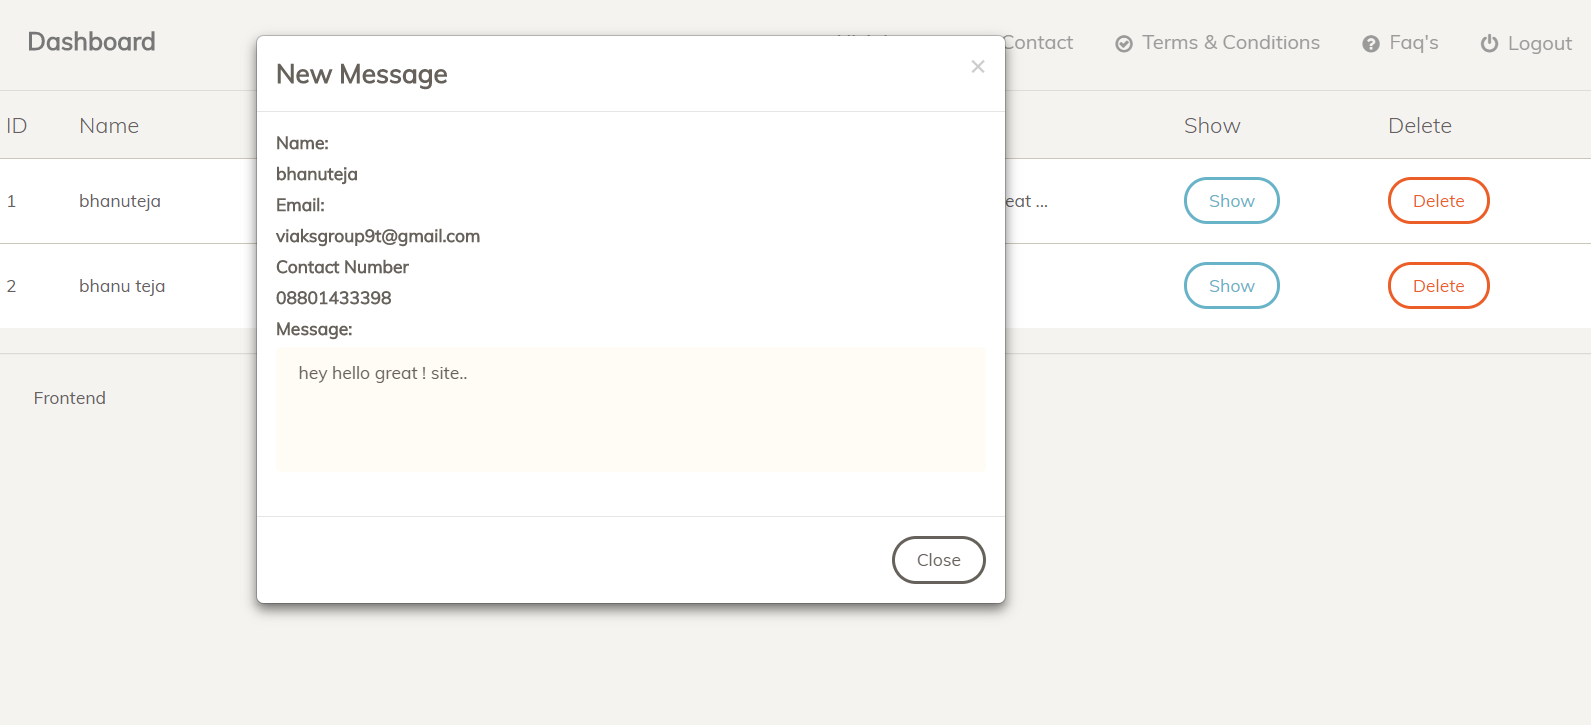 Dashboard
Contact
Terms & Conditions
Faq's
Logout
New Message
×
ID Name Show Delete
1 bhanuteja eat ... Show Delete
2 bhanu teja Show Delete
Name:
bhanuteja
Email:
viaksgroup9t@gmail.com
Contact Number
08801433398
Message:
hey hello great ! site..
Close
Frontend